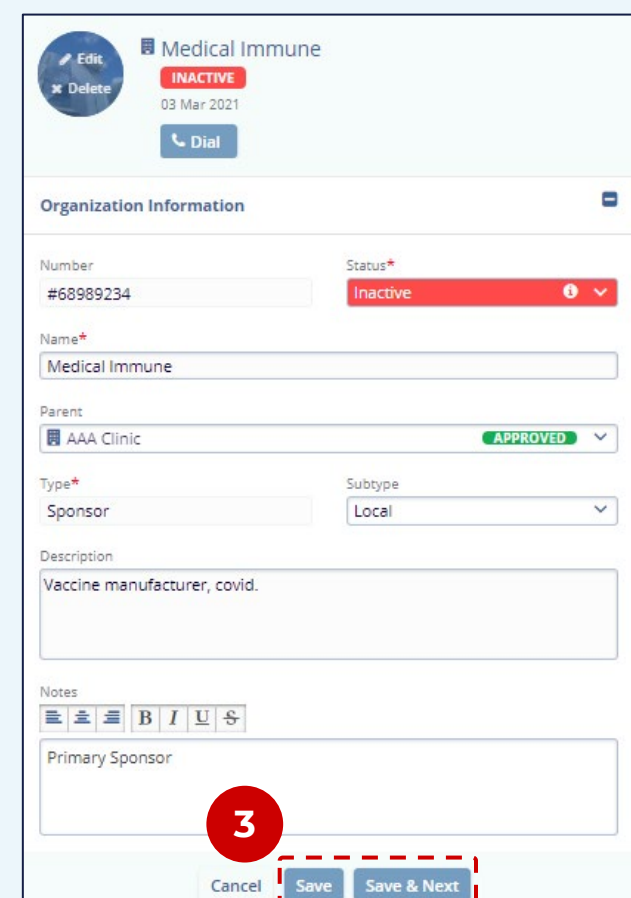 Edit
Delete
Medical Immune
INACTIVE
03 Mar 2021
Dial
Organization Information
Number
Status*
#68989234
Inactive
Name*
Medical Immune
Parent
AAA Clinic
APPROVED
Type*
Subtype
Sponsor
Local
Description
Vaccine manufacturer, covid.
Notes
B I U S
Primary Sponsor
3
Cancel
Save
Save & Next